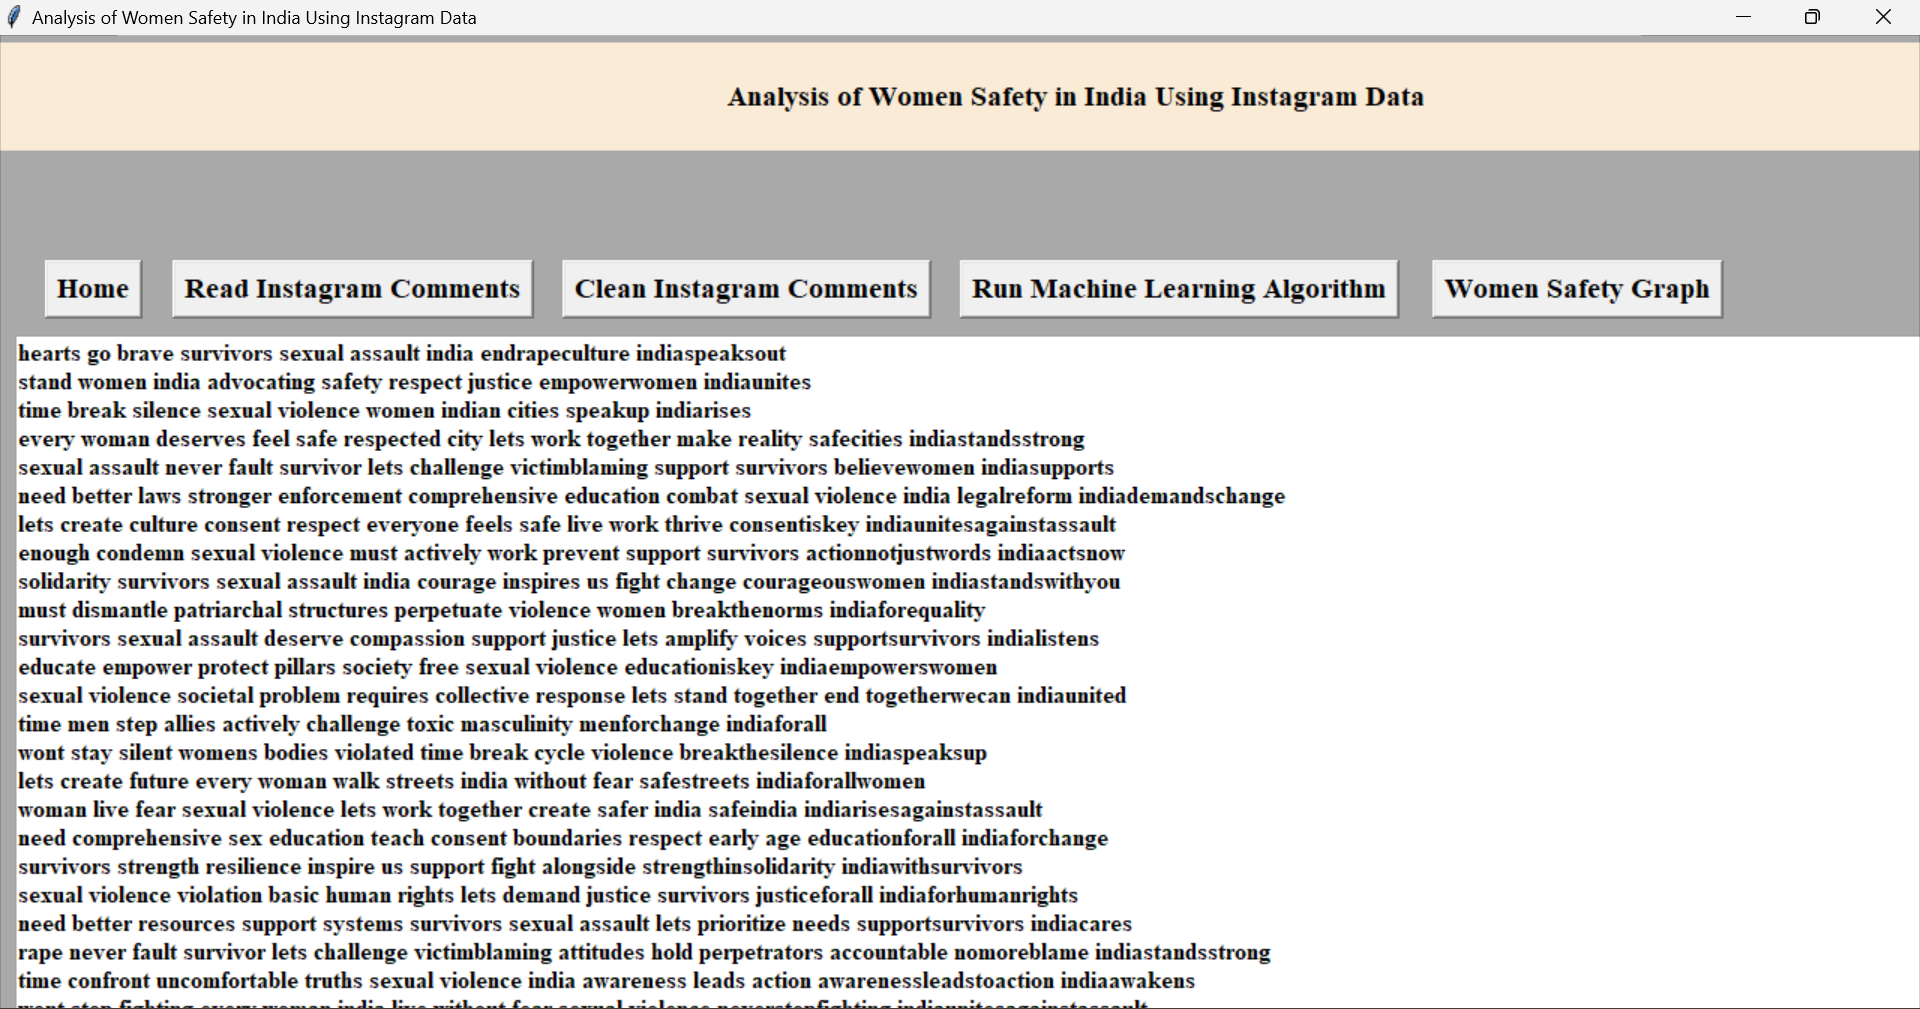 Analysis of Women Safety in India Using Instagram Data
Analysis of Women Safety in India Using Instagram Data
Home Read Instagram Comments Clean Instagram Comments Run Machine Learning Algorithm Women Safety Graph
hearts go brave survivors sexual assault india endrapeculture indiaspeaksout
stand women india advocating safety respect justice empowerwomen indiaunites
time break silence sexual violence women indian cities speakup indiarises
every woman deserves feel safe respected city lets work together make reality safecities indiastandsstrong
sexual assault never fault survivor lets challenge victimblaming support survivors believewomen indiasupports
need better laws stronger enforcement comprehensive education combat sexual violence india legalreform indiademandschange
lets create culture consent respect everyone feels safe live work thrive consentiskey indiaunitesagainstassault
enough condemn sexual violence must actively work prevent support survivors actionnotjustwords indiaactsnow
solidarity survivors sexual assault india courage inspires us fight change courageouswomen indiastandswithyou
must dismantle patriarchal structures perpetuate violence women breakthenorms indiaforequality
survivors sexual assault deserve compassion support justice lets amplify voices supportsurvivors indialistens
educate empower protect pillars society free sexual violence educationiskey indiaempowerswomen
sexual violence societal problem requires collective response lets stand together end togetherwecan indiaunited
time men step allies actively challenge toxic masculinity menforchange indiaforall
wont stay silent womens bodies violated time break cycle violence breakthesilence indiaspeaksup
lets create future every woman walk streets india without fear safestreets indiaforallwomen
woman live fear sexual violence lets work together create safer india safeindia indiarisesagainstassault
need comprehensive sex education teach consent boundaries respect early age educationforall indiaforchange
survivors strength resilience inspire us support fight alongside strengthinsolidarity indiawithsurvivors
sexual violence violation basic human rights lets demand justice survivors justiceforall indiaforhumanrights
need better resources support systems survivors sexual assault lets prioritize needs supportsurvivors indiacares
rape never fault survivor lets challenge victimblaming attitudes hold perpetrators accountable nomoreblame indiastandsstrong
time confront uncomfortable truths sexual violence india awareness leads action awarenessleadstoaction indiaawakens
wont stop fighting every woman india live without fear sexual violence neverstopfighting indiaunitesagainstassault